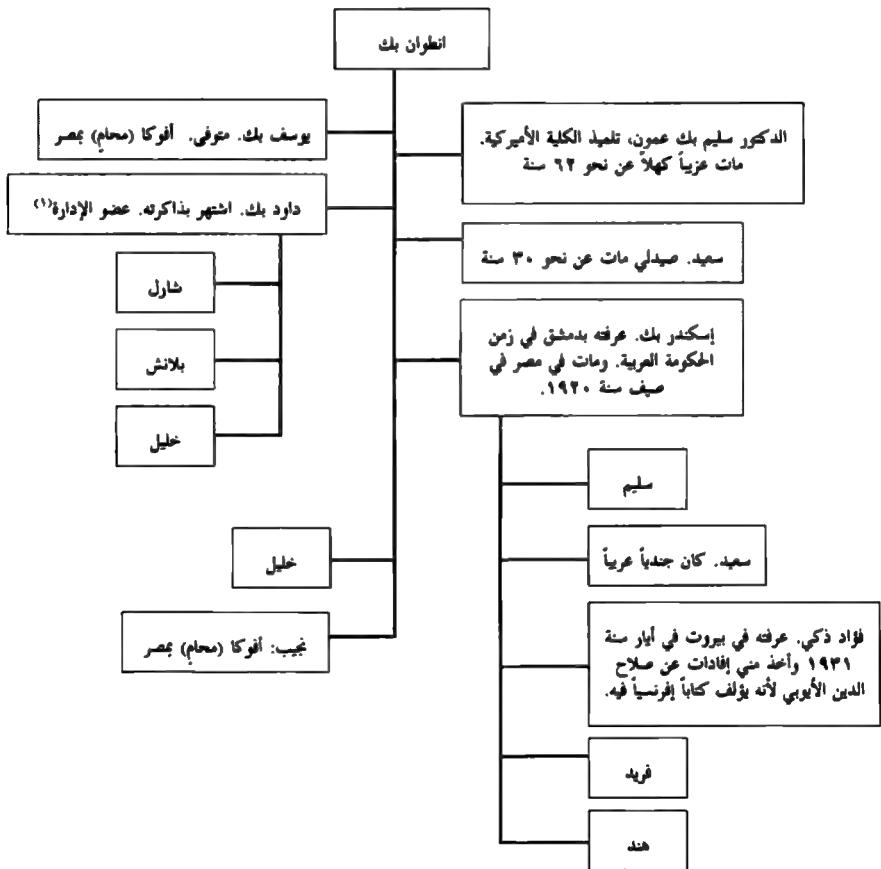 انطوان بك
الدكتور سليم بك عمون، تلميذ الكلية الأميركية.
مات عزيباً كهلاً عن نحو ٦٢ سنة
يوسف بك. متوفى. أفوكا (محامٍ) بمصر
داود بك. اشتهر بذاكرته. عضو الإدارة(١)
سعيد. صيدلي مات عن نحو ٣٠ سنة
شارل
إسكندر بك. عرفته بدمشق في زمن
الحكومة العربية. ومات في مصر في
صيف سنة ١٩٢٠.
بلانش
خليل
سليم
سعيد. كان جندياً عربياً
خليل
نجيب: أفوكا (محامٍ) بمصر
فؤاد ذكي. عرفته في بيروت في أيار سنة
١٩٣١ وأخذ مني إفادات عن صلاح
الدين الأيوبي لأنه يؤلف كتاباً إفرنسياً فيه.
فريد
هند